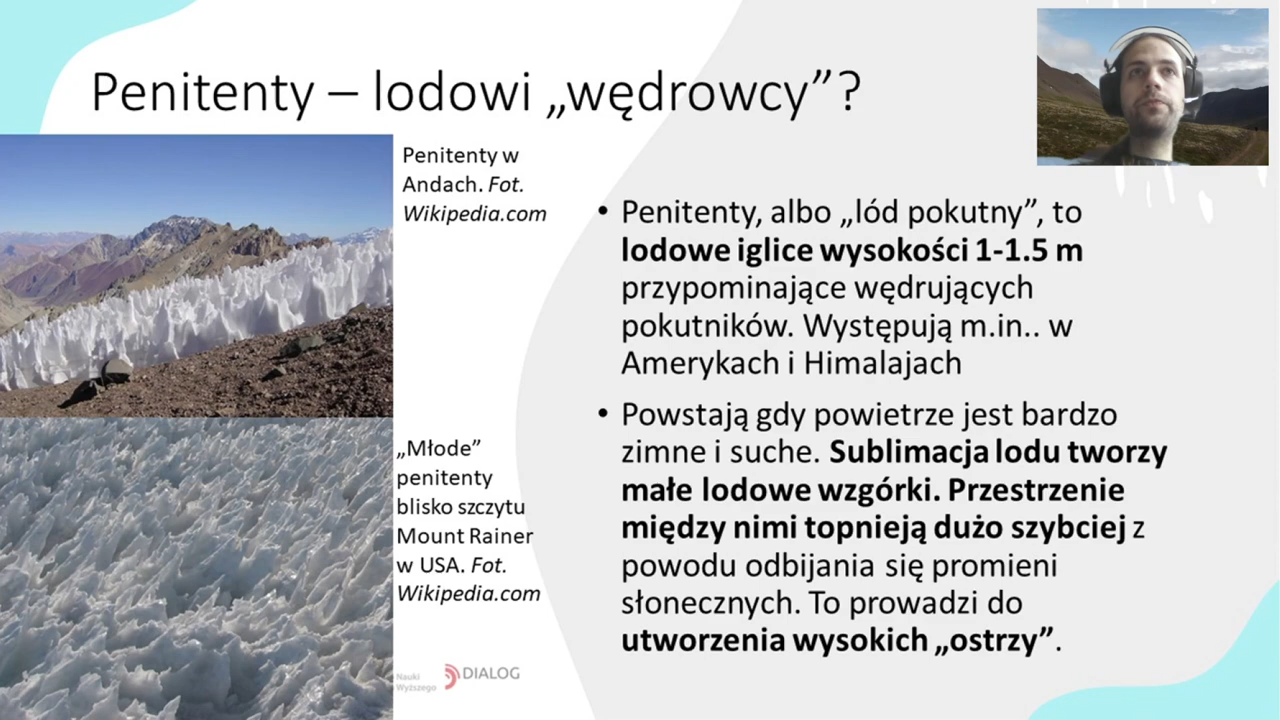 Penitenty – lodowi „wędrowcy”?
Penitenty w
Andach. Fot.
Wikipedia.com
„Młode”
penitenty
blisko szczytu
Mount Rainer
w USA. Fot.
Wikipedia.com
• Penitenty, albo „lód pokutny”, to
lodowe iglice wysokości 1-1.5 m
przypominające wędrujących
pokutników. Występują m.in.. w
Amerykach i Himalajach
• Powstają gdy powietrze jest bardzo
zimne i suche. Sublimacja lodu tworzy
małe lodowe wzgórki. Przestrzenie
między nimi topnieją dużo szybciej z
powodu odbijania się promieni
słonecznych. To prowadzi do
utworzenia wysokich „ostrzy”.
Nauki
Wyższego
DIALOG